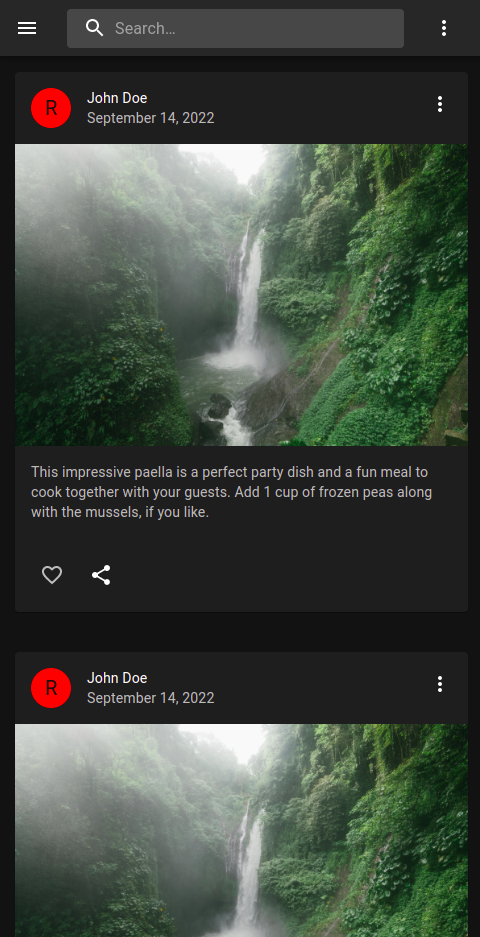 Search...
R
John Doe
September 14, 2022
This impressive paella is a perfect party dish and a fun meal to
cook together with your guests. Add 1 cup of frozen peas along
with the mussels, if you like.
R
John Doe
September 14, 2022